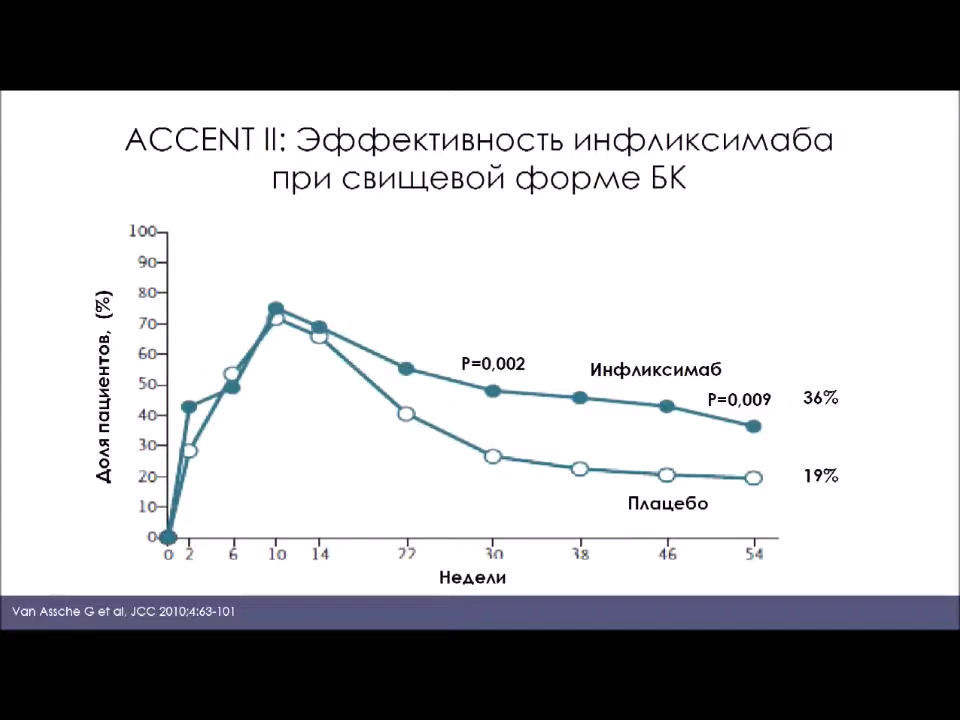 ACCENT II: Эффективность инфликсимаба
при свищевой форме БК
Доля пациентов, (%)
100
90
80
70
60
50
40
30
20
10
0
P=0,002
Инфликсимаб
P=0,009
36%
19%
Плацебо
0 2 6 10 14 22 30 38 46 54
Недели
Van Assche G et al, JCC 2010;4:63-101